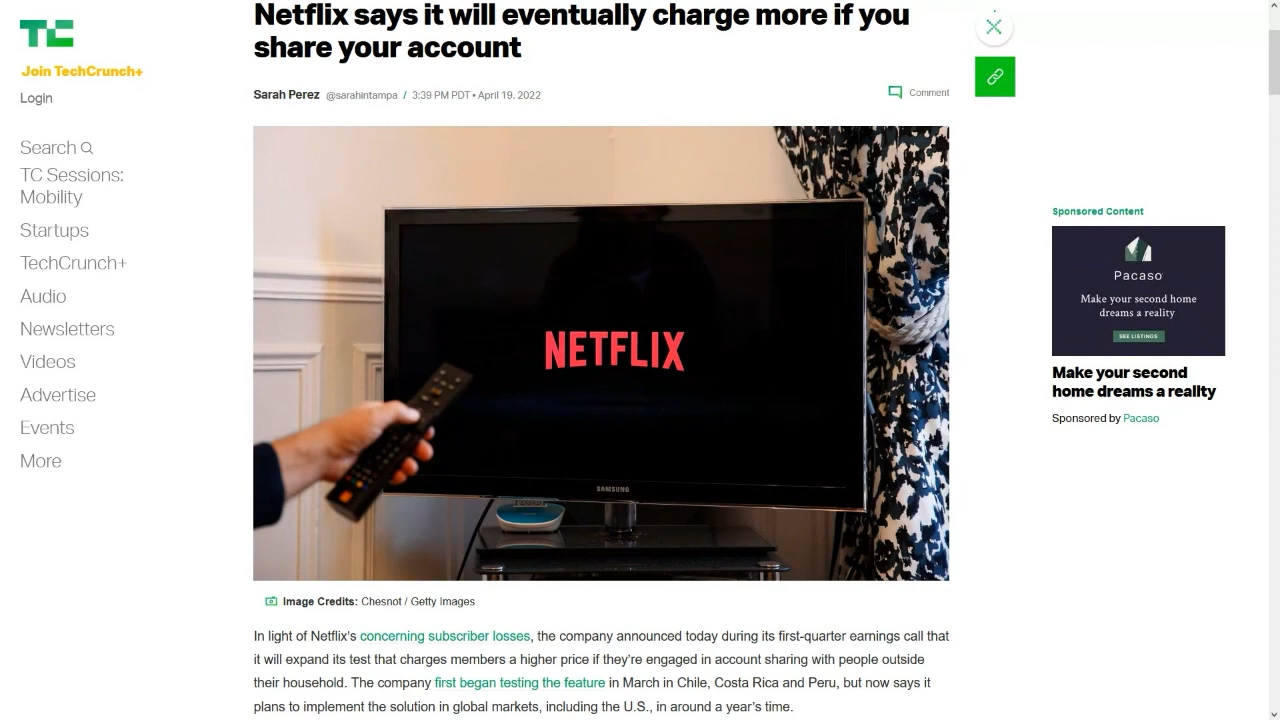 Netflix says it will eventually charge more if you
share your account
TC
Join TechCrunch+
Login
Search
TC Sessions:
Mobility
Startups
TechCrunch+
Audio
Newsletters
Videos
Advertise
Events
More
Sarah Perez @sarahintampa / 3:39 PM PDT • April 19, 2022
Comment
NETFLIX
SAMSUNG
Image Credits: Chesnot / Getty Images
In light of Netflix's concerning subscriber losses, the company announced today during its first-quarter earnings call that
it will expand its test that charges members a higher price if they're engaged in account sharing with people outside
their household. The company first began testing the feature in March in Chile, Costa Rica and Peru, but now says it
plans to implement the solution in global markets, including the U.S., in around a year's time.
Sponsored Content
Pacaso
Make your second home
dreams a reality
SEE LISTINGS
Make your second
home dreams a reality
Sponsored by Pacaso